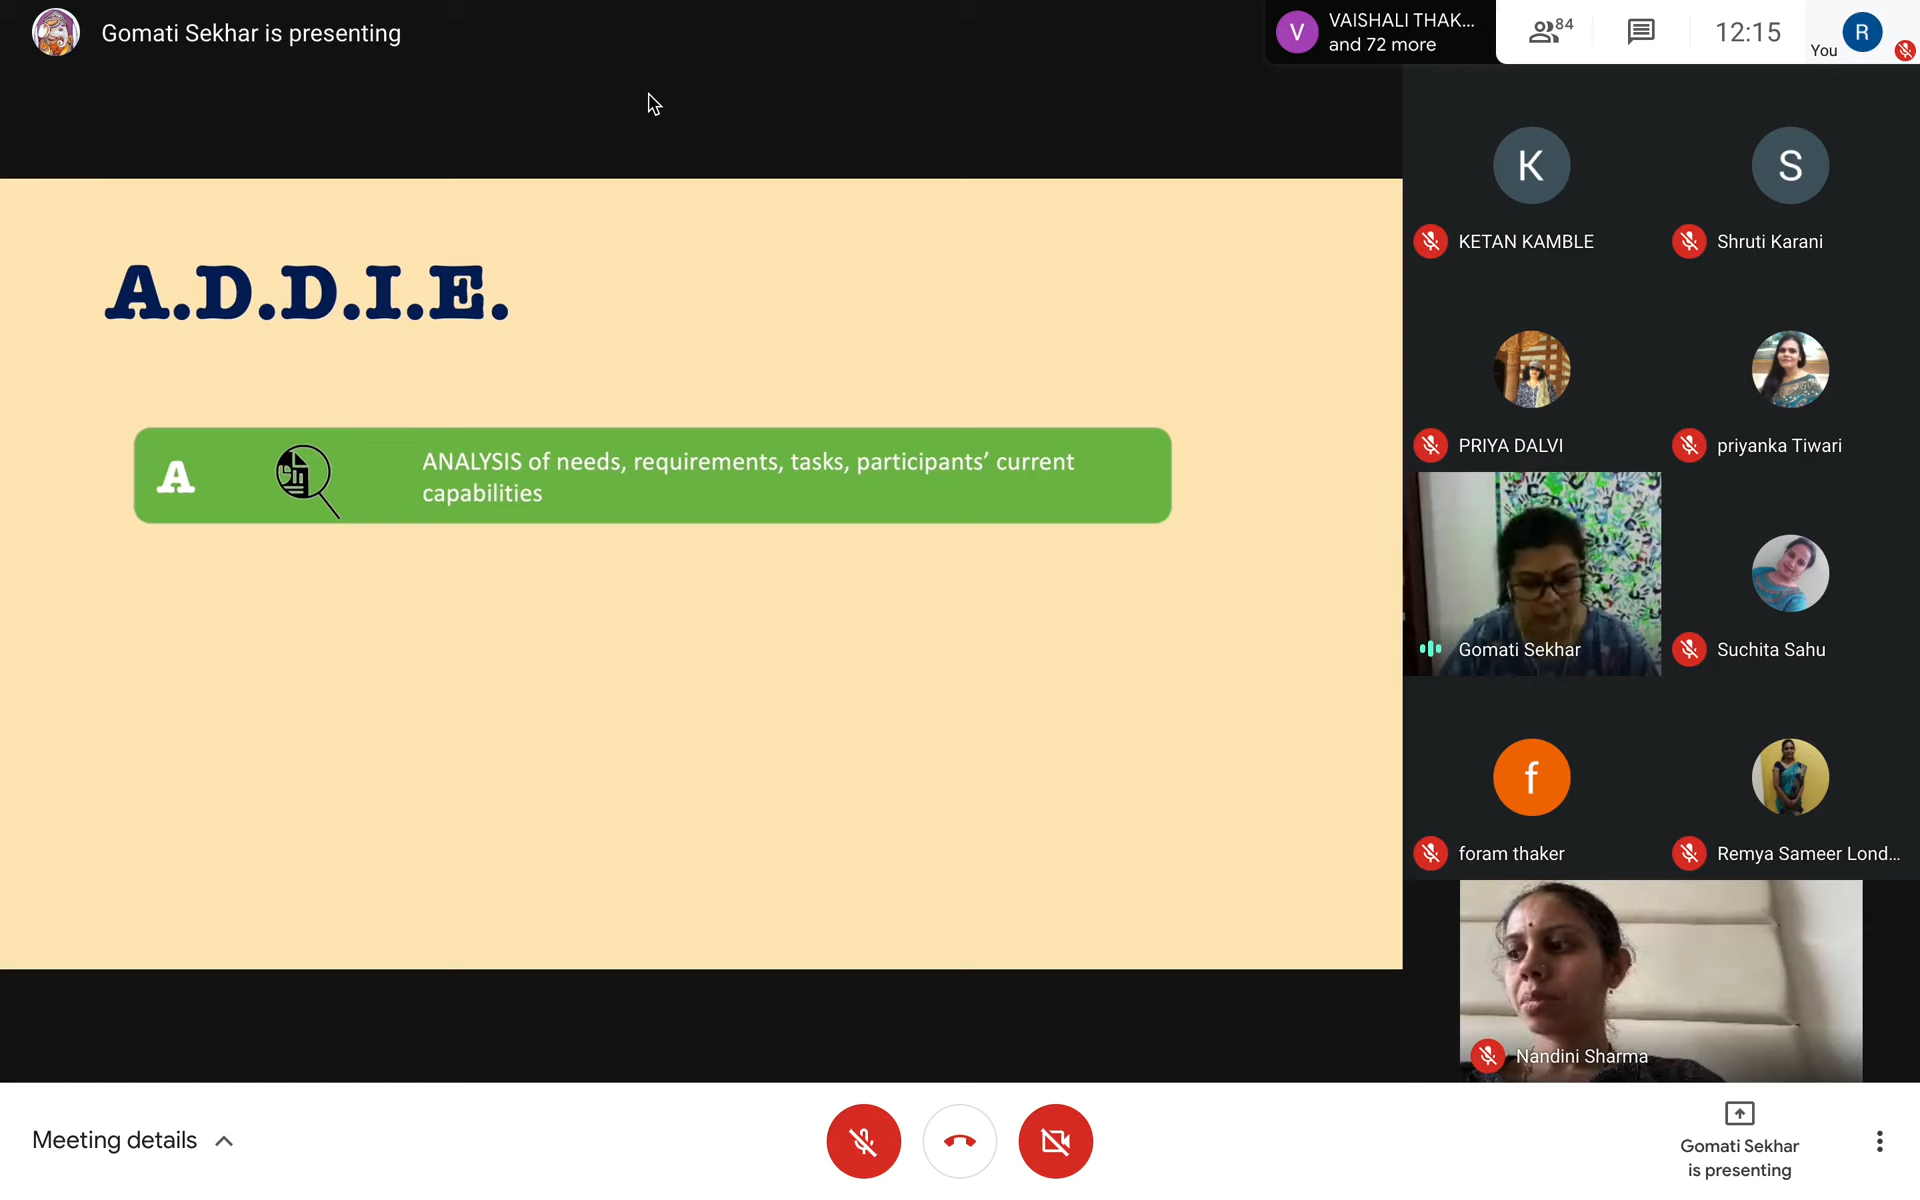 Gomati Sekhar is presenting
V
VAISHALI THAK...
and 72 more
84
12:15
You
R
K
KETAN KAMBLE
S
Shruti Karani
PRIYA DALVI
priyanka Tiwari
Gomati Sekhar
Suchita Sahu
f
foram thaker
Remya Sameer Lond...
Nandini Sharma
A.D.D.I.E.
A
ANALYSIS of needs, requirements, tasks, participants’ current
capabilities
Meeting details
Gomati Sekhar
is presenting